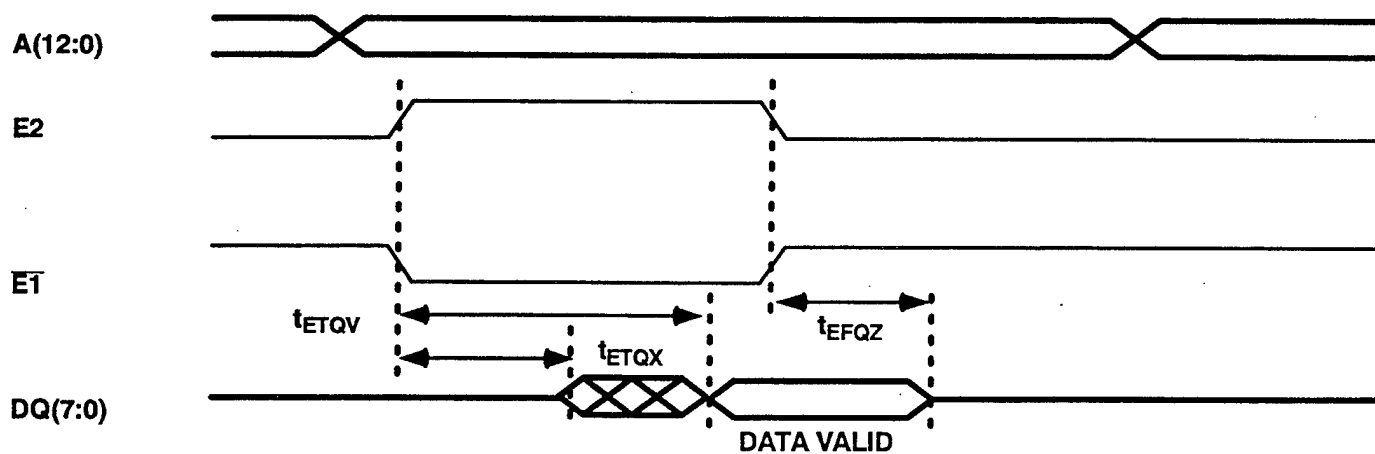 A(12:0)
E2
E1
tETQV
tEFQZ
tETQX
DQ(7:0)
DATA VALID